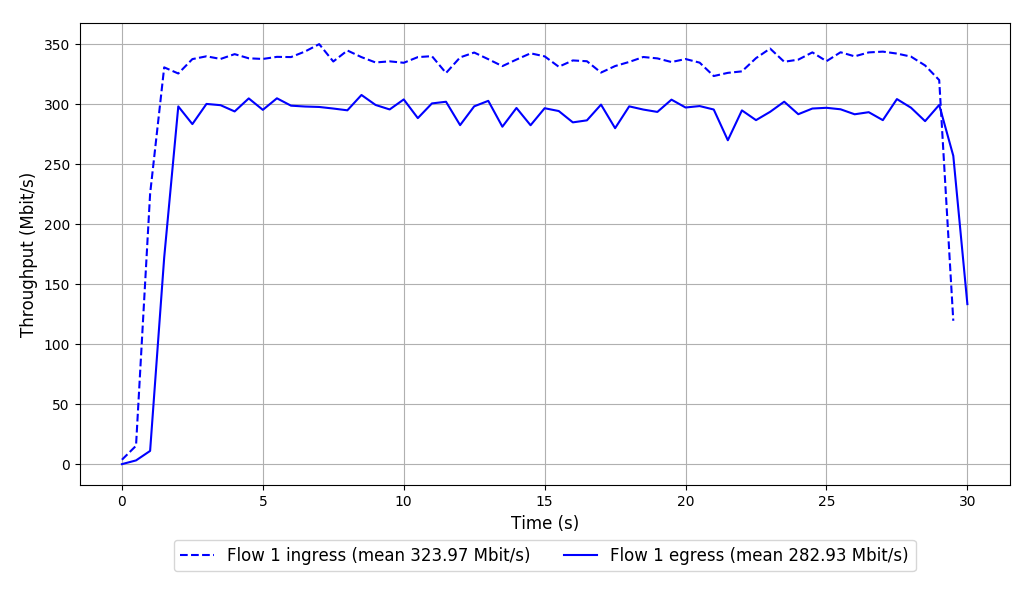 Throughput (Mbit/s)
350
300
250
200
150
100
50
0
0 5 10 15 20 25 30
Time (s)
Flow 1 ingress (mean 323.97 Mbit/s) Flow 1 egress (mean 282.93 Mbit/s)